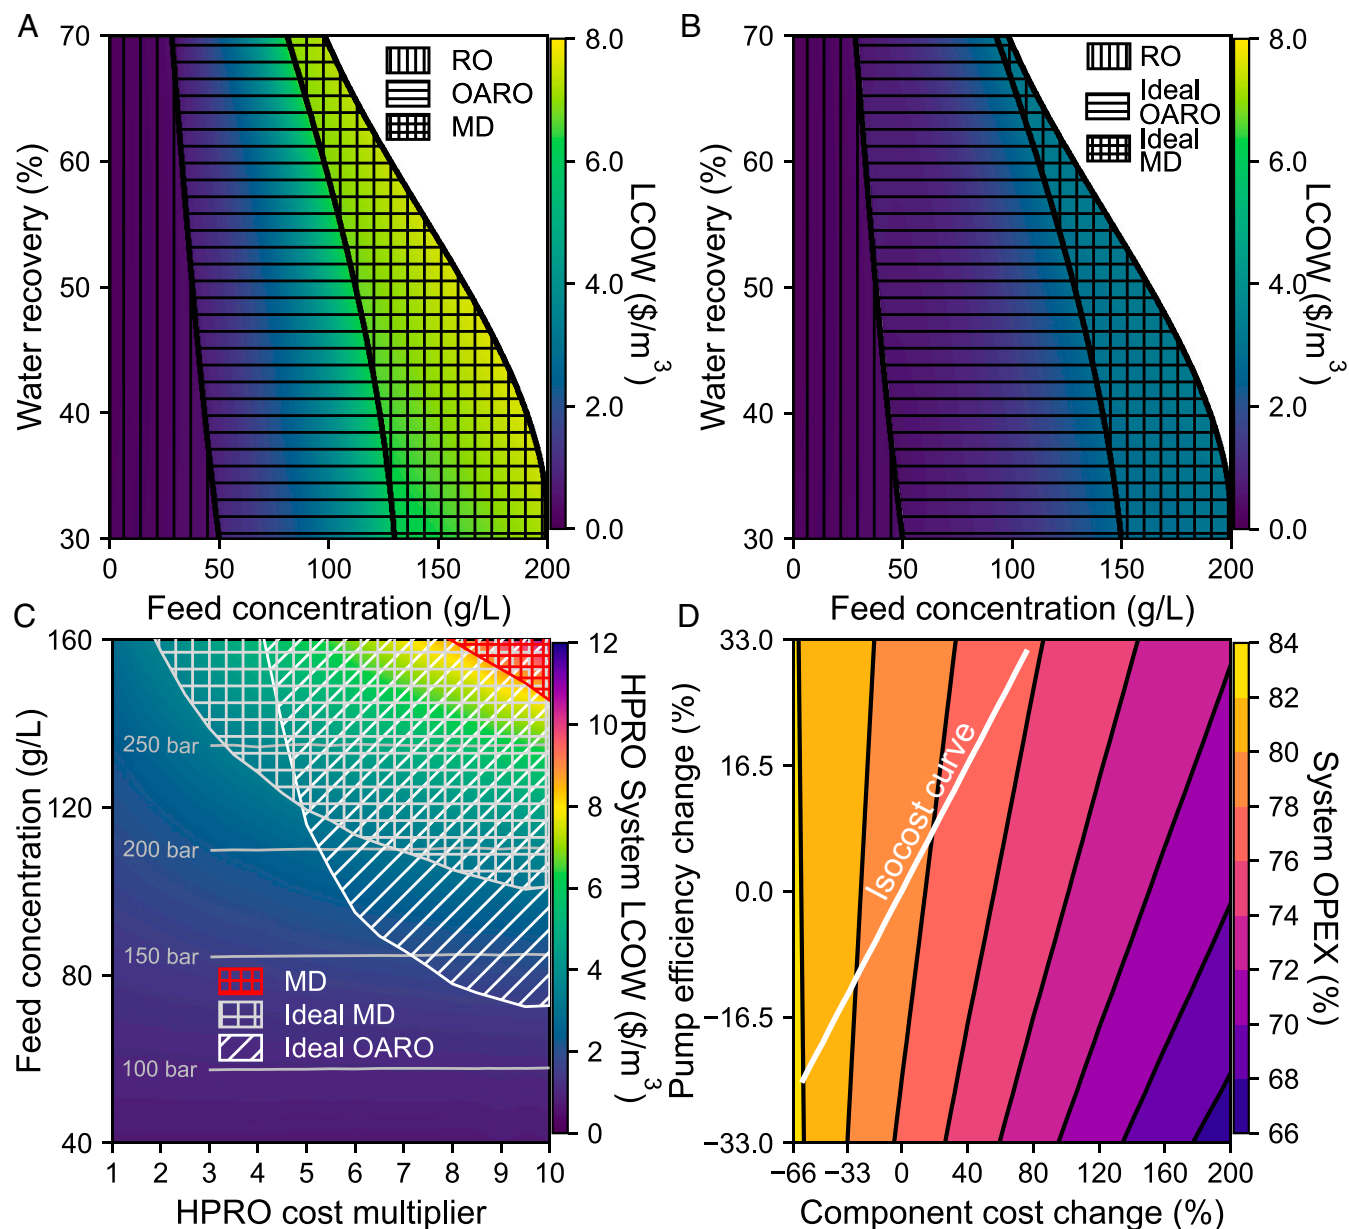 A
70
60
50
40
30
Water recovery (%)
0
50
100
150
200
Feed concentration (g/L)
RO
OARO
MD
8.0
6.0
4.0
2.0
0.0
LCOW ($/m³)
B
70
60
50
40
30
Water recovery (%)
0
50
100
150
200
Feed concentration (g/L)
RO
Ideal
OARO
Ideal
MD
8.0
6.0
4.0
2.0
0.0
LCOW ($/m³)
C
160
120
80
40
Feed concentration (g/L)
250 bar
200 bar
150 bar
100 bar
MD
Ideal MD
Ideal OARO
1
2
3
4
5
6
7
8
9
10
HPRO cost multiplier
12
10
8
6
4
2
0
HPRO System LCOW ($/m³)
D
33.0
16.5
0.0
−16.5
−33.0
Pump efficiency change (%)
Isocost curve
−66
−33
0
40
80
120
160
200
Component cost change (%)
84
82
80
78
76
74
72
70
68
66
System OPEX (%)